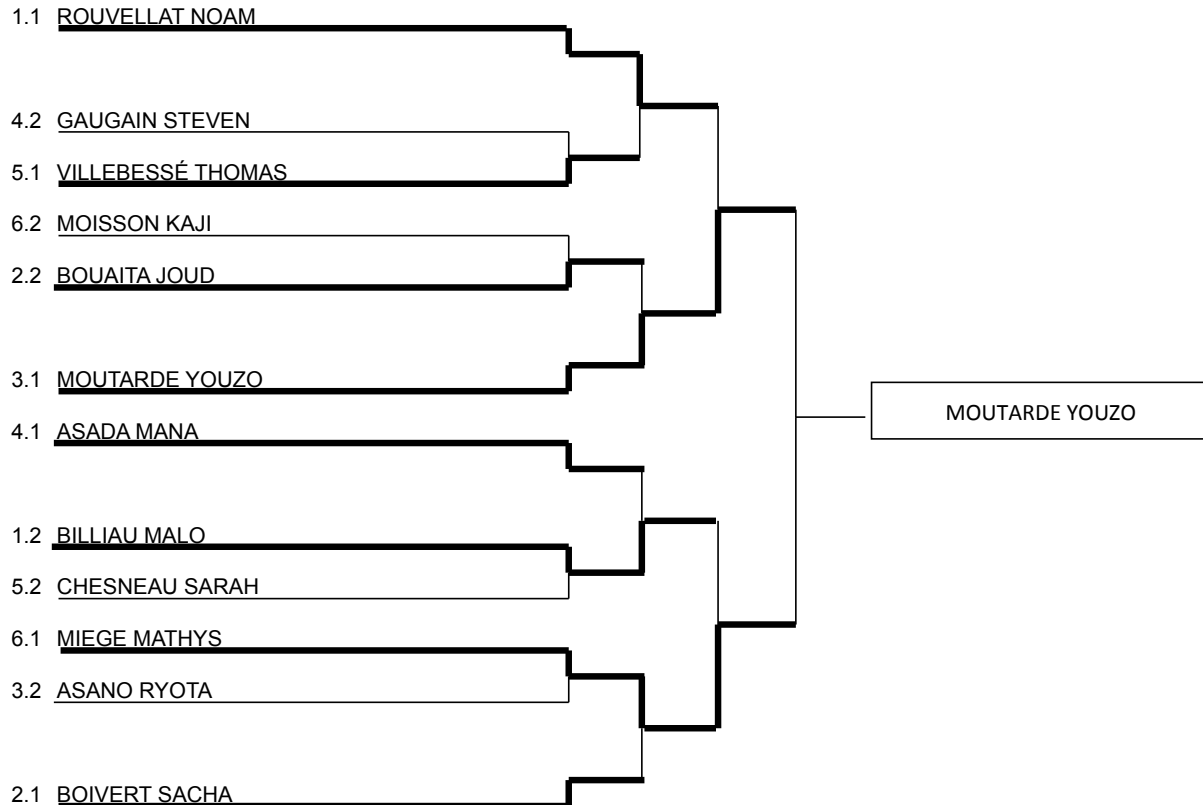 1.1 ROUVELLAT NOAM
4.2 GAUGAIN STEVEN
5.1 VILLEBESSÉ THOMAS
6.2 MOISSON KAJI
2.2 BOUAITA JOUD
3.1 MOUTARDE YOUZO
MOUTARDE YOUZO
4.1 ASADA MANA
1.2 BILLIAU MALO
5.2 CHESNEAU SARAH
6.1 MIEGE MATHYS
3.2 ASANO RYOTA
2.1 BOIVERT SACHA